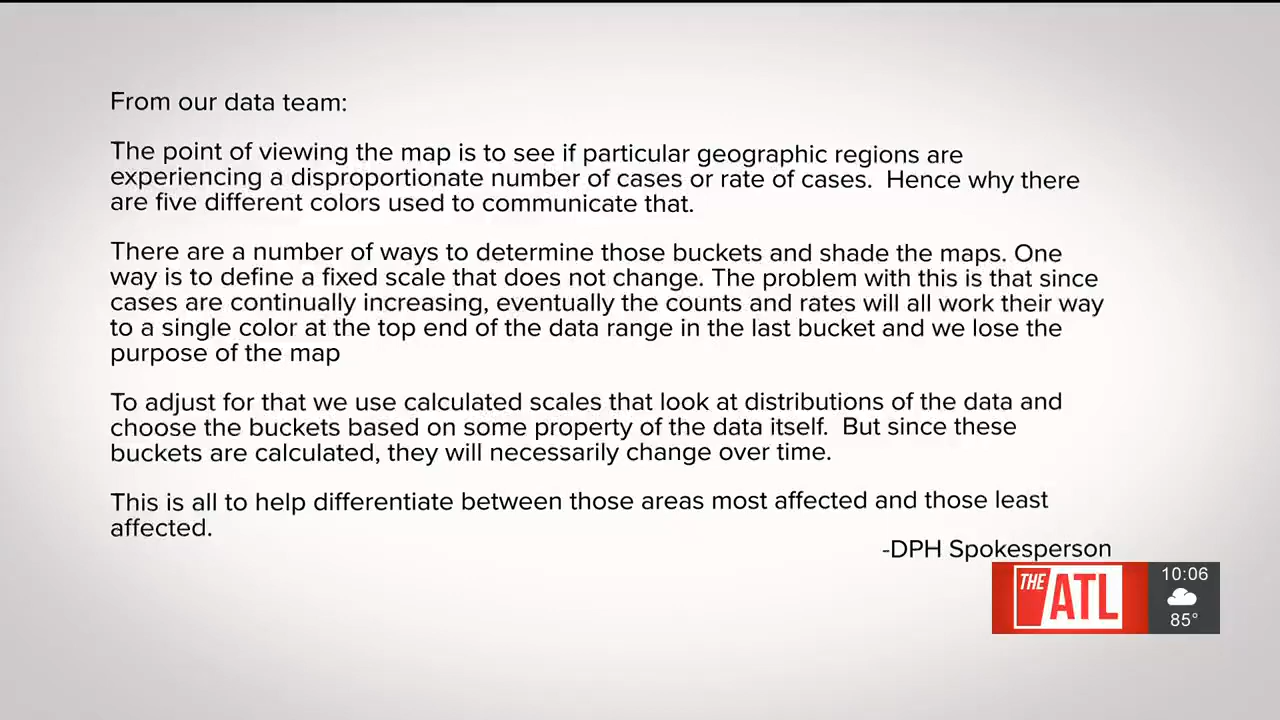 From our data team:
The point of viewing the map is to see if particular geographic regions are
experiencing a disproportionate number of cases or rate of cases.  Hence why there
are five different colors used to communicate that.
There are a number of ways to determine those buckets and shade the maps. One
way is to define a fixed scale that does not change. The problem with this is that since
cases are continually increasing, eventually the counts and rates will all work their way
to a single color at the top end of the data range in the last bucket and we lose the
purpose of the map
To adjust for that we use calculated scales that look at distributions of the data and
choose the buckets based on some property of the data itself.  But since these
buckets are calculated, they will necessarily change over time.
This is all to help differentiate between those areas most affected and those least
affected.
-DPH Spokesperson
THE ATL
10:06
85°